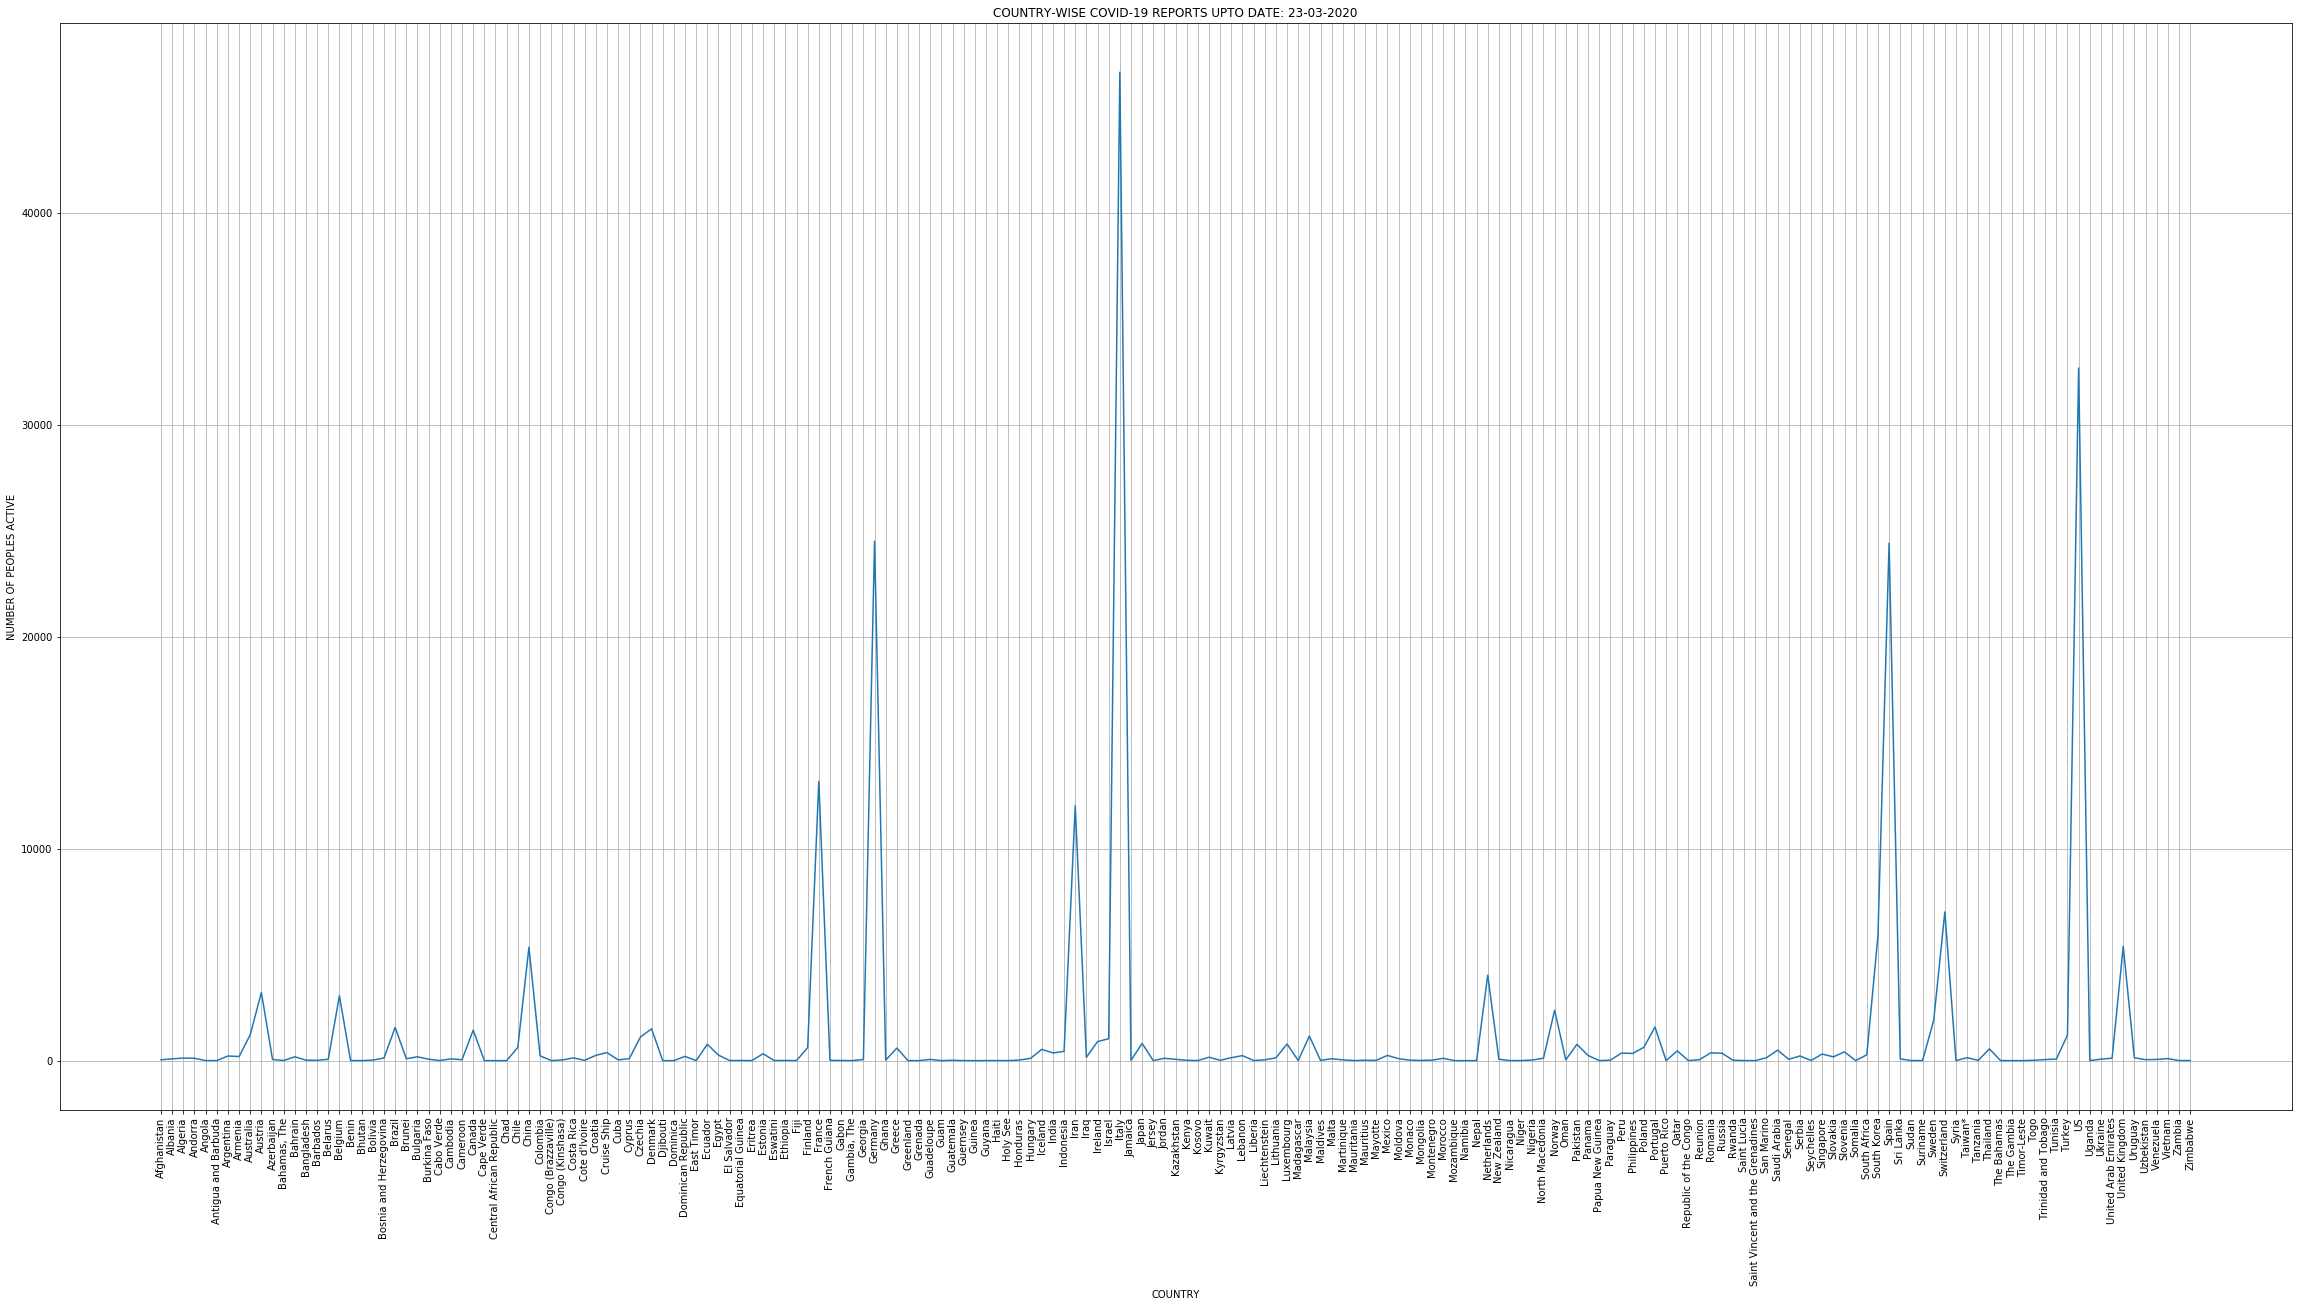 COUNTRY-WISE COVID-19 REPORTS UPTO DATE: 23-03-2020
NUMBER OF PEOPLES ACTIVE
40000
30000
20000
10000
0
Afghanistan
Albania
Algeria
Andorra
Angola
Antigua and Barbuda
Argentina
Armenia
Australia
Austria
Azerbaijan
Bahamas, The
Bahrain
Bangladesh
Barbados
Belarus
Belgium
Benin
Bhutan
Bolivia
Bosnia and Herzegovina
Brazil
Brunei
Bulgaria
Burkina Faso
Cabo Verde
Cambodia
Cameroon
Canada
Cape Verde
Central African Republic
Chad
Chile
China
Colombia
Congo (Brazzaville)
Congo (Kinshasa)
Costa Rica
Cote d'Ivoire
Croatia
Cruise Ship
Cuba
Cyprus
Czechia
Denmark
Djibouti
Dominica
Dominican Republic
East Timor
Ecuador
Egypt
El Salvador
Equatorial Guinea
Eritrea
Estonia
Eswatini
Ethiopia
Fiji
Finland
France
French Guiana
Gabon
Gambia, The
Georgia
Germany
Ghana
Greece
Greenland
Grenada
Guadeloupe
Guam
Guatemala
Guernsey
Guinea
Guyana
Haiti
Holy See
Honduras
Hungary
Iceland
India
Indonesia
Iran
Iraq
Ireland
Israel
Italy
Jamaica
Japan
Jersey
Jordan
Kazakhstan
Kenya
Kosovo
Kuwait
Kyrgyzstan
Latvia
Lebanon
Liberia
Liechtenstein
Lithuania
Luxembourg
Madagascar
Malaysia
Maldives
Malta
Martinique
Mauritania
Mauritius
Mayotte
Mexico
Moldova
Monaco
Mongolia
Montenegro
Morocco
Mozambique
Namibia
Nepal
Netherlands
New Zealand
Nicaragua
Niger
Nigeria
North Macedonia
Norway
Oman
Pakistan
Panama
Papua New Guinea
Paraguay
Peru
Philippines
Poland
Portugal
Puerto Rico
Qatar
Republic of the Congo
Reunion
Romania
Russia
Rwanda
Saint Lucia
Saint Vincent and the Grenadines
San Marino
Saudi Arabia
Senegal
Serbia
Seychelles
Singapore
Slovakia
Slovenia
Somalia
South Africa
South Korea
Spain
Sri Lanka
Sudan
Suriname
Sweden
Switzerland
Syria
Taiwan*
Tanzania
Thailand
The Bahamas
The Gambia
Timor-Leste
Togo
Trinidad and Tobago
Tunisia
Turkey
US
Uganda
Ukraine
United Arab Emirates
United Kingdom
Uruguay
Uzbekistan
Venezuela
Vietnam
Zambia
Zimbabwe
COUNTRY